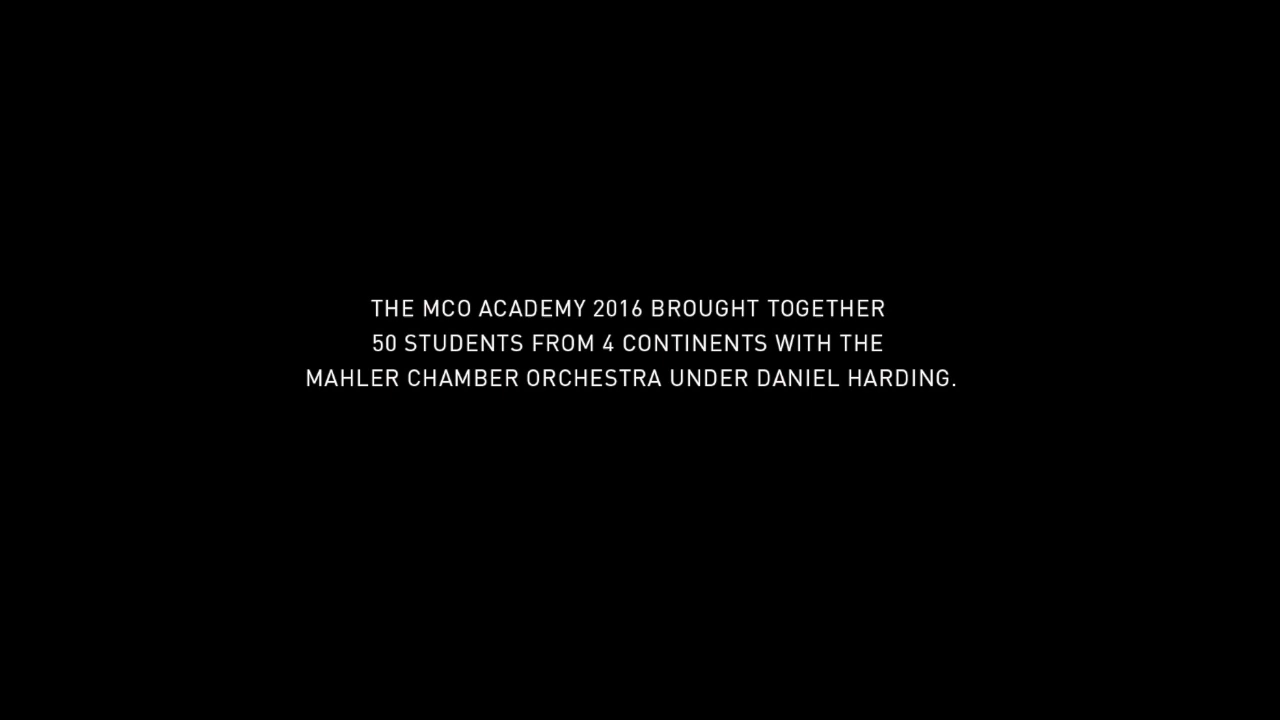 THE MCO ACADEMY 2016 BROUGHT TOGETHER
50 STUDENTS FROM 4 CONTINENTS WITH THE
MAHLER CHAMBER ORCHESTRA UNDER DANIEL HARDING.